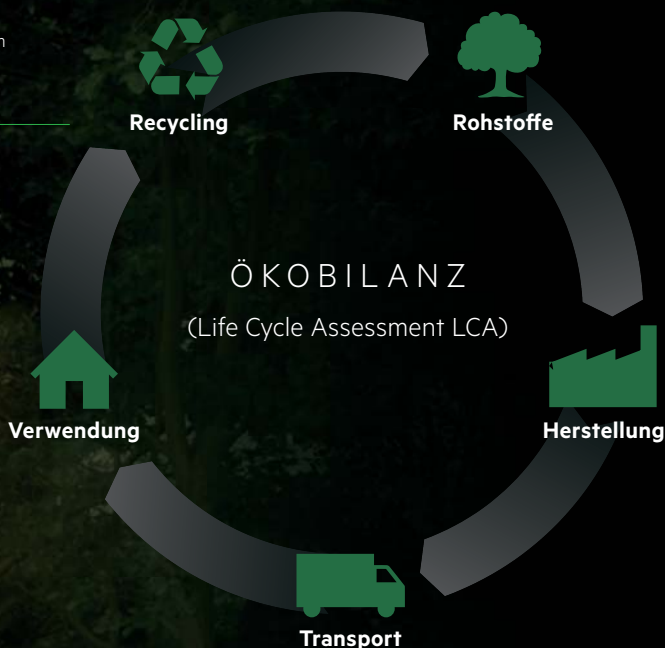 Recycling
Rohstoffe
ÖKOBILANZ
(Life Cycle Assessment LCA)
Verwendung
Herstellung
Transport